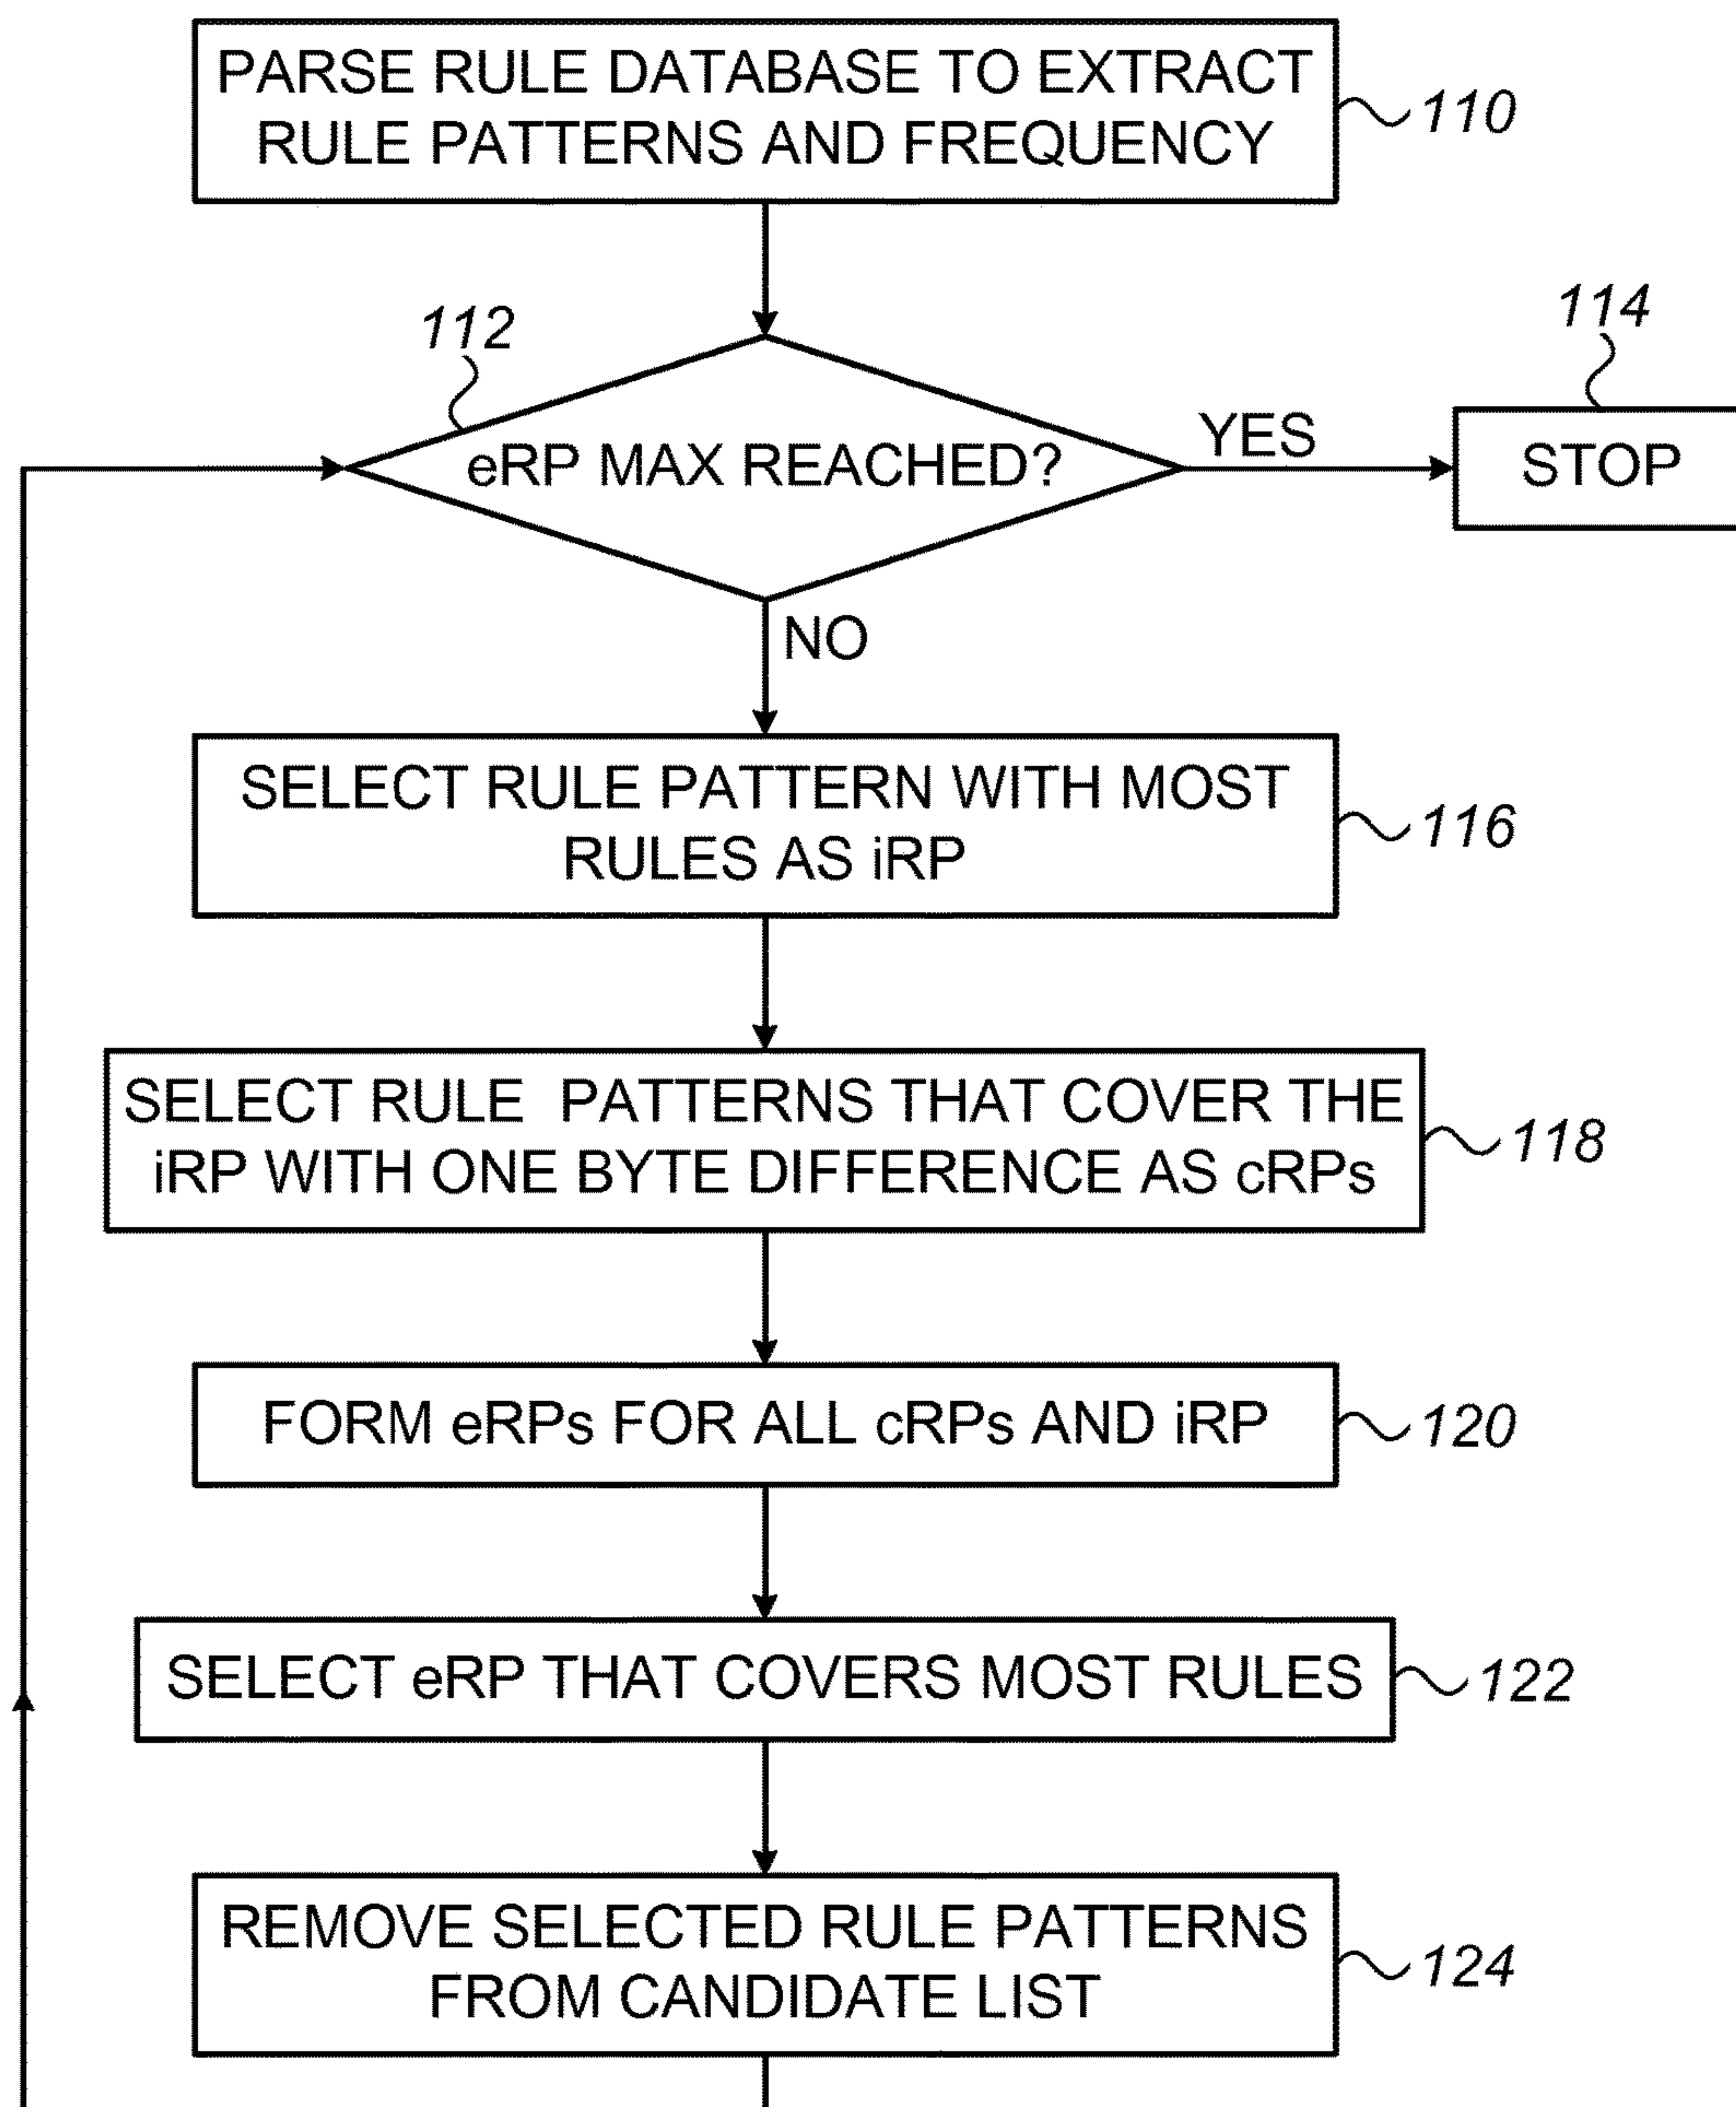 PARSE RULE DATABASE TO EXTRACT
RULE PATTERNS AND FREQUENCY
110
112
114
eRP MAX REACHED?
YES
STOP
NO
SELECT RULE PATTERN WITH MOST
RULES AS iRP
116
SELECT RULE PATTERNS THAT COVER THE
iRP WITH ONE BYTE DIFFERENCE AS cRPs
118
FORM eRPs FOR ALL cRPs AND iRP
120
SELECT eRP THAT COVERS MOST RULES
122
REMOVE SELECTED RULE PATTERNS
FROM CANDIDATE LIST
124